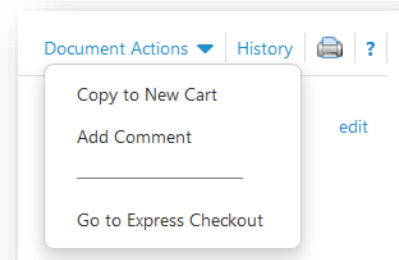 Document Actions History ?
Copy to New Cart
edit
Add Comment
Go to Express Checkout